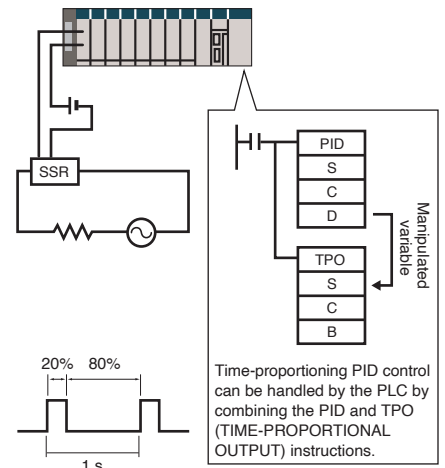 SSR
20% 80%
1 s
PID
S
C
D
Manipulated
variable
TPO
S
C
B
Time-proportioning PID control
can be handled by the PLC by
combining the PID and TPO
(TIME-PROPORTIONAL
OUTPUT) instructions.